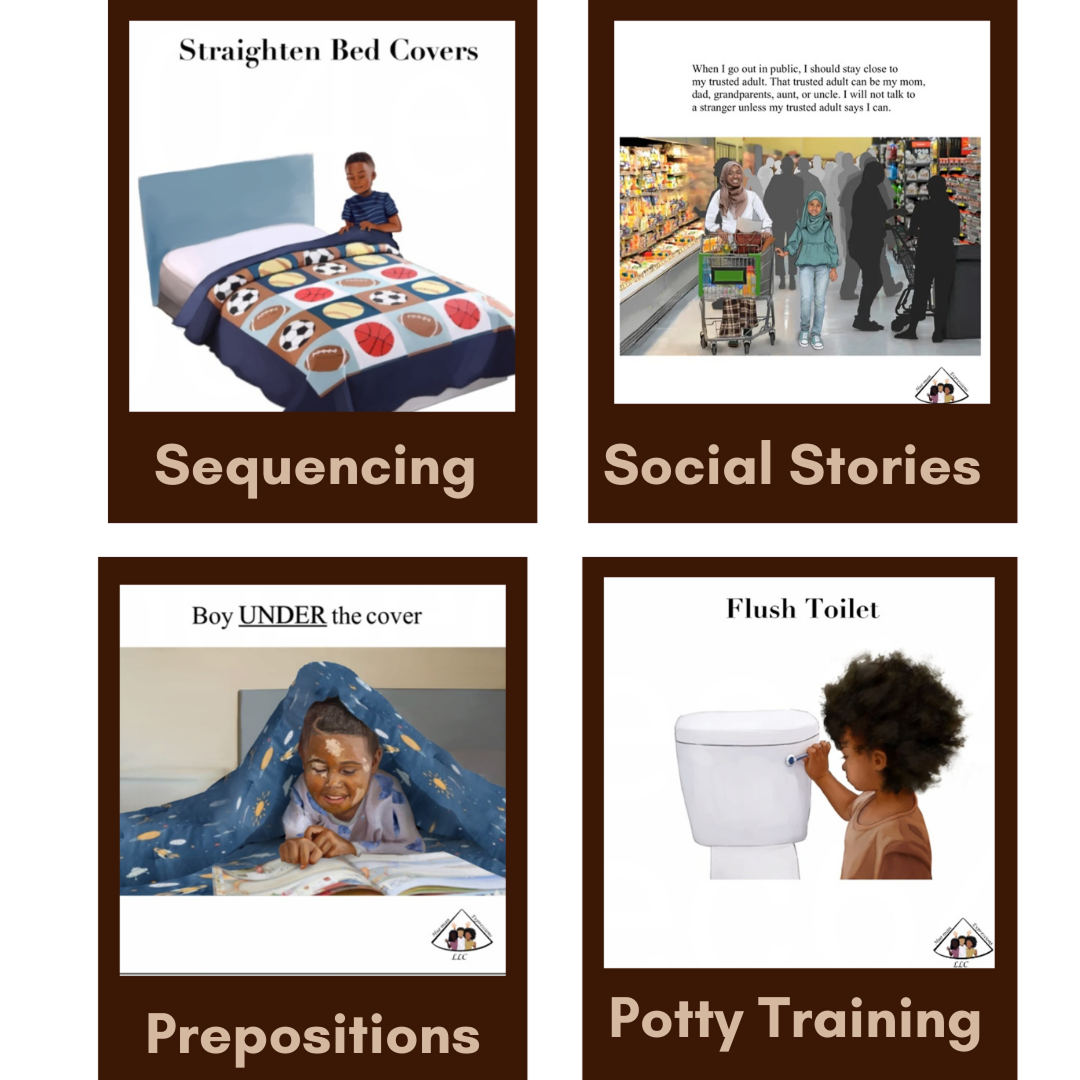 Straighten Bed Covers
Sequencing
When I go out in public, I should stay close to
my trusted adult. That trusted adult can be my mom,
dad, grandparents, aunt, or uncle. I will not talk to
a stranger unless my trusted adult says I can.
Social Stories
Boy UNDER the cover
LLC
Prepositions
Flush Toilet
LLC
Potty Training